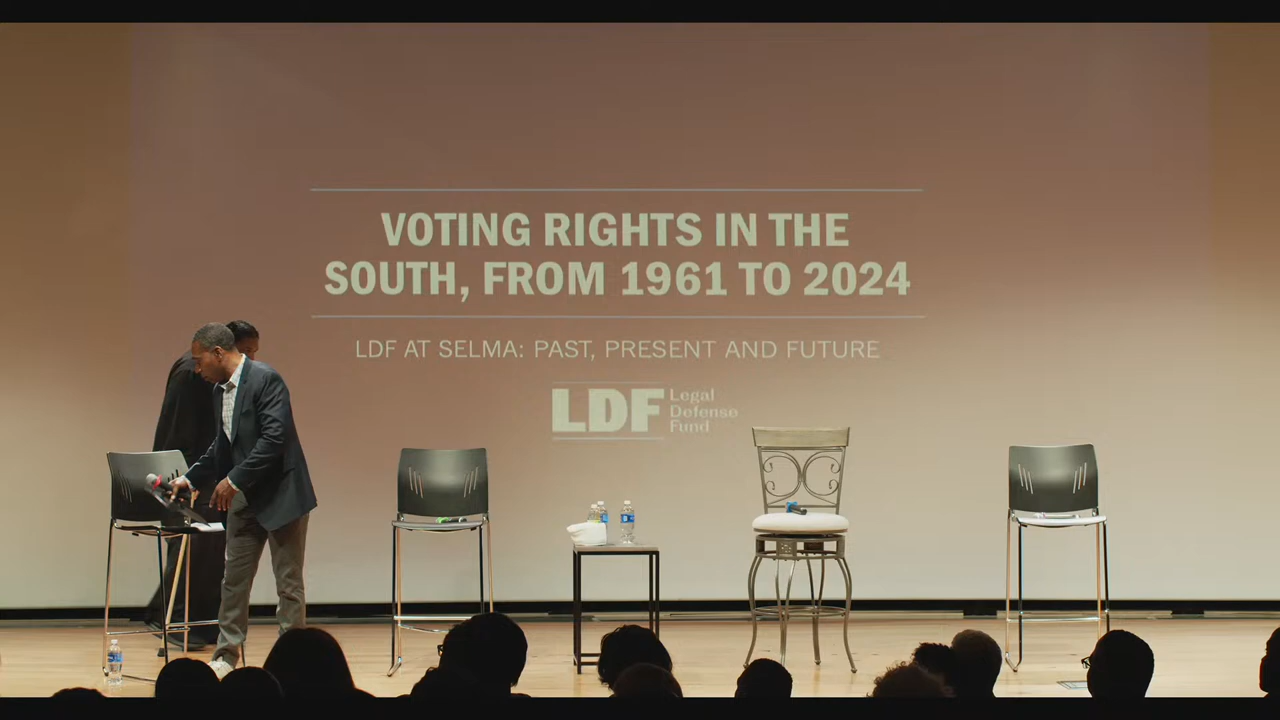 VOTING RIGHTS IN THE
SOUTH, FROM 1961 TO 2024
LDF AT SELMA: PAST, PRESENT AND FUTURE
LDF
Legal
Defense
Fund